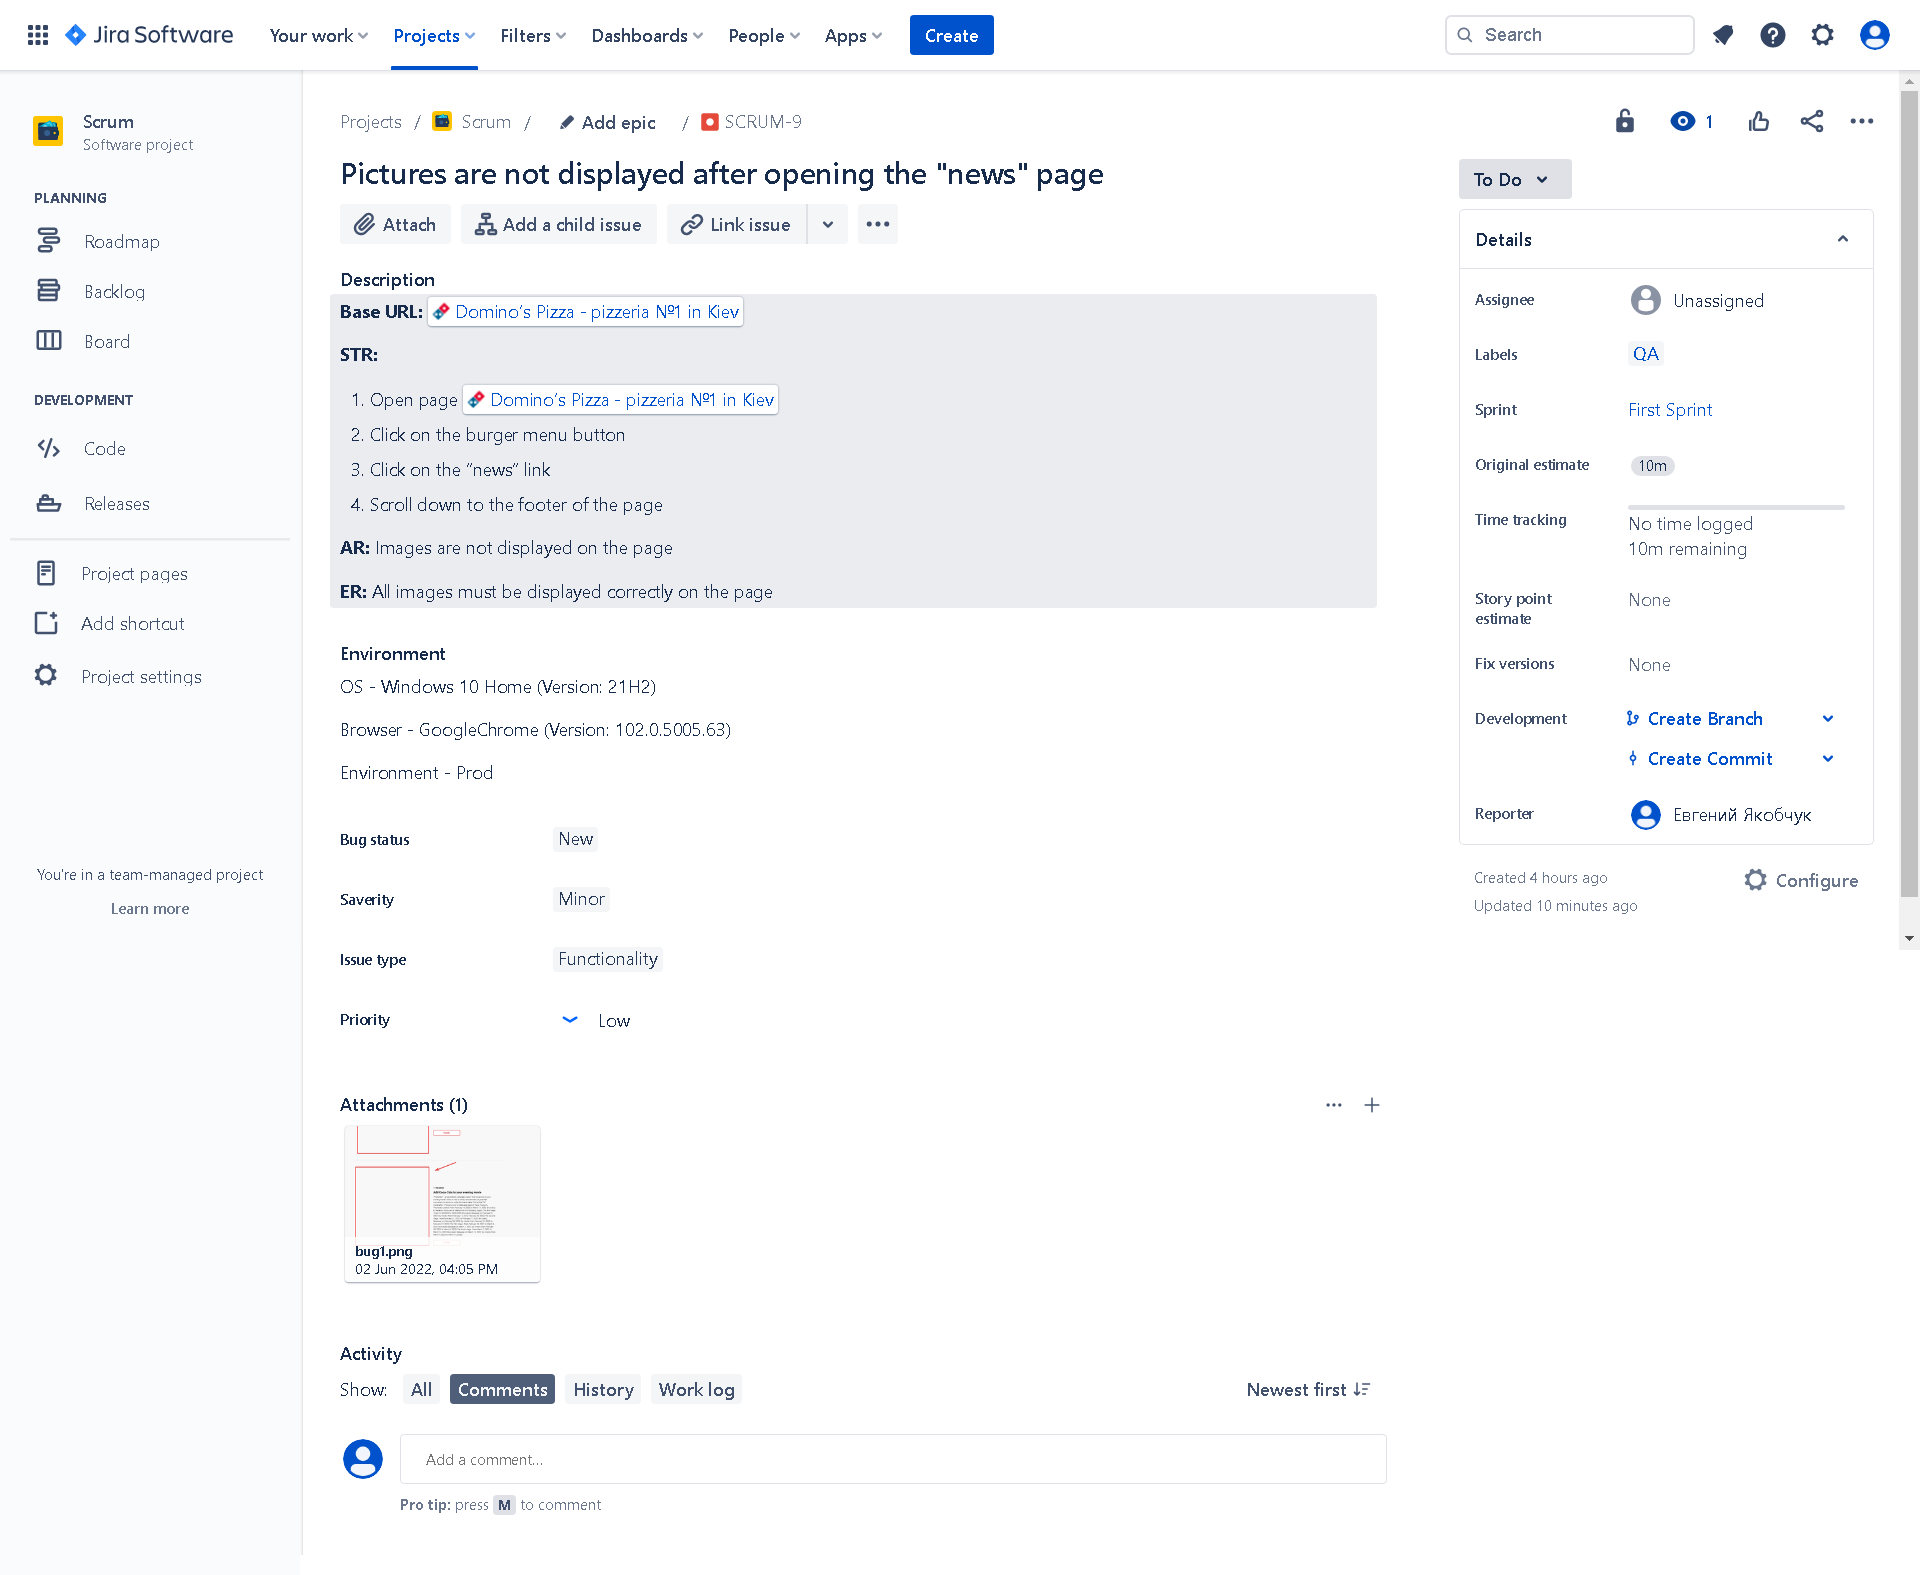 Jira Software
Your work
Projects
Filters
Dashboards
People
Apps
Create
Search
Scrum
Software project
PLANNING
Roadmap
Backlog
Board
DEVELOPMENT
Code
Releases
Project pages
Add shortcut
Project settings
You're in a team-managed project
Learn more
Projects / Scrum / Add epic / SCRUM-9
1
Pictures are not displayed after opening the "news" page
Attach
Add a child issue
Link issue
Description
Base URL: Domino's Pizza - pizzeria №1 in Kiev
STR:
1. Open page Domino's Pizza - pizzeria №1 in Kiev
2. Click on the burger menu button
3. Click on the "news" link
4. Scroll down to the footer of the page
AR: Images are not displayed on the page
ER: All images must be displayed correctly on the page
Environment
OS - Windows 10 Home (Version: 21H2)
Browser - GoogleChrome (Version: 102.0.5005.63)
Environment - Prod
Bug status New
Saverity Minor
Issue type Functionality
Priority Low
Attachments (1)
bug1.png
02 Jun 2022, 04:05 PM
Activity
Show: All Comments History Work log
Newest first
Add a comment...
Pro tip: press M to comment
To Do
Details
Assignee Unassigned
Labels QA
Sprint First Sprint
Original estimate 10m
Time tracking No time logged
10m remaining
Story point
estimate None
Fix versions None
Development Create Branch
Create Commit
Reporter Евгений Якобчук
Created 4 hours ago
Updated 10 minutes ago
Configure